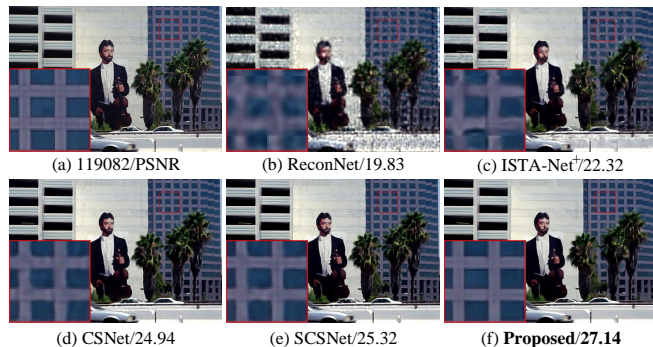 (a) 119082/PSNR
(b) ReconNet/19.83
(c) ISTA-Net+/22.32
(d) CSNet/24.94
(e) SCSNet/25.32
(f) Proposed/27.14